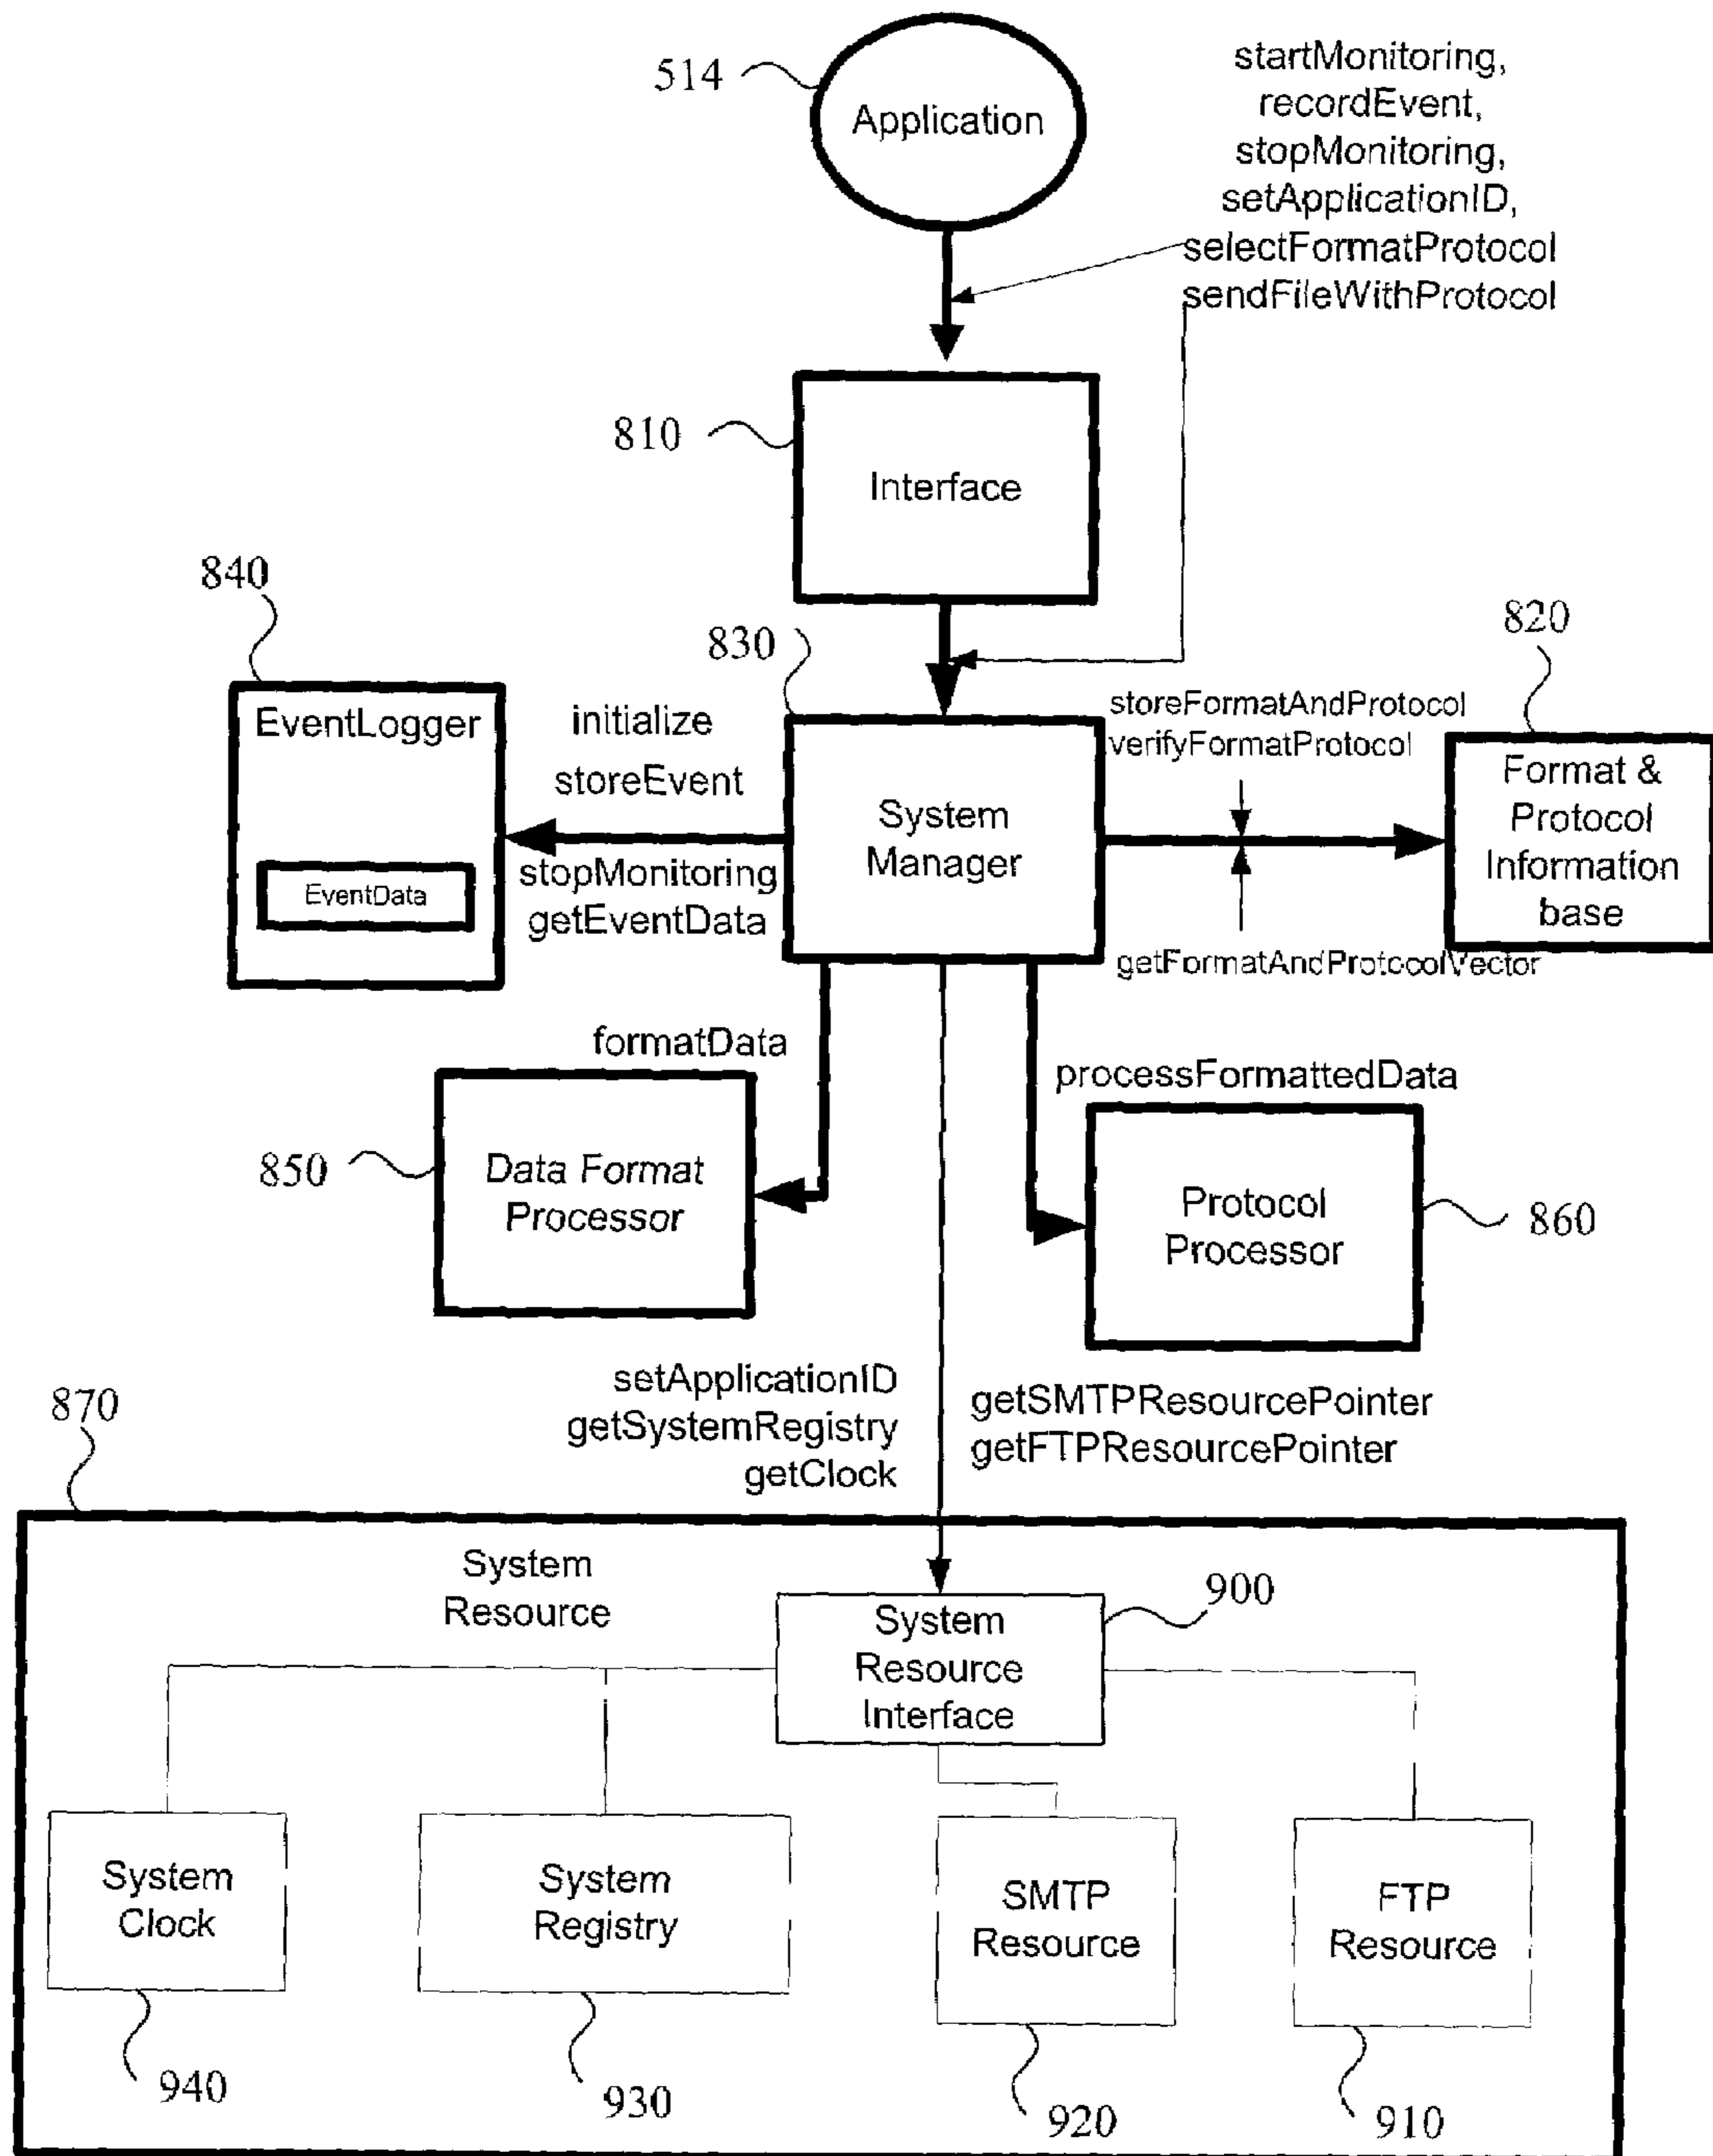 514
Application
startMonitoring,
recordEvent,
stopMonitoring,
setApplicationID,
selectFormatProtocol
sendFileWithProtocol
810
Interface
840
830
820
EventLogger
EventData
initialize
storeEvent
stopMonitoring
getEventData
System
Manager
storeFormatAndProtocol
verifyFormatProtocol
getFormatAndProtocolVector
Format &
Protocol
Information
base
formatData
processFormattedData
850
Data Format
Processor
Protocol
Processor
860
870
setApplicationID
getSystemRegistry
getClock
getSMTPResourcePointer
getFTPResourcePointer
System
Resource
System
Resource
Interface
900
System
Clock
System
Registry
SMTP
Resource
FTP
Resource
940
930
920
910